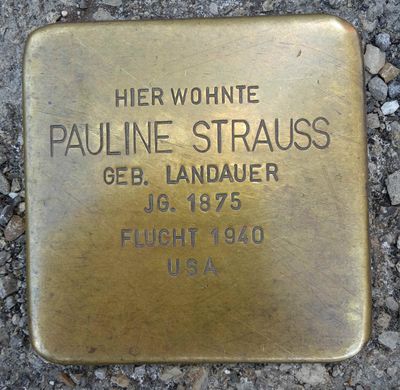 HIER WOHNTE
PAULINE STRAUSS
GEB. LANDAUER
JG. 1875
FLUCHT 1940
USA